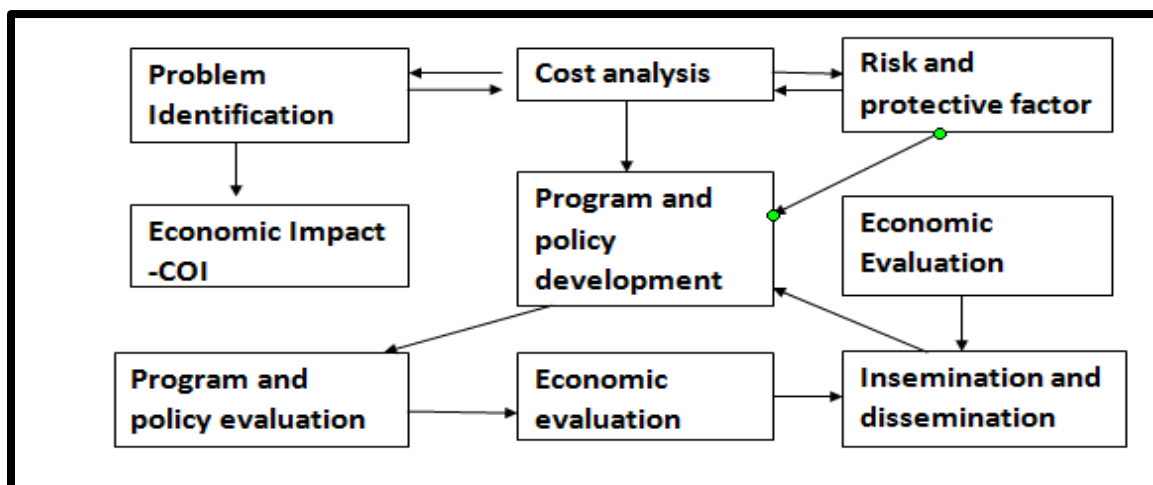 Problem
Identification
Cost analysis
Risk and
protective factor
Economic Impact
-COI
Program and
policy
development
Economic
Evaluation
Program and
policy evaluation
Economic
evaluation
Insemination and
dissemination